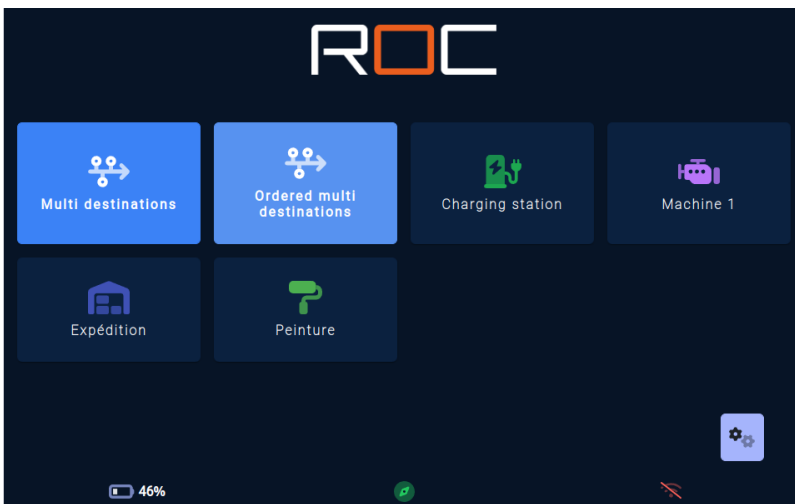 ROC
Multi destinations
Ordered multi
destinations
Charging station
Machine 1
Expédition
Peinture
46%